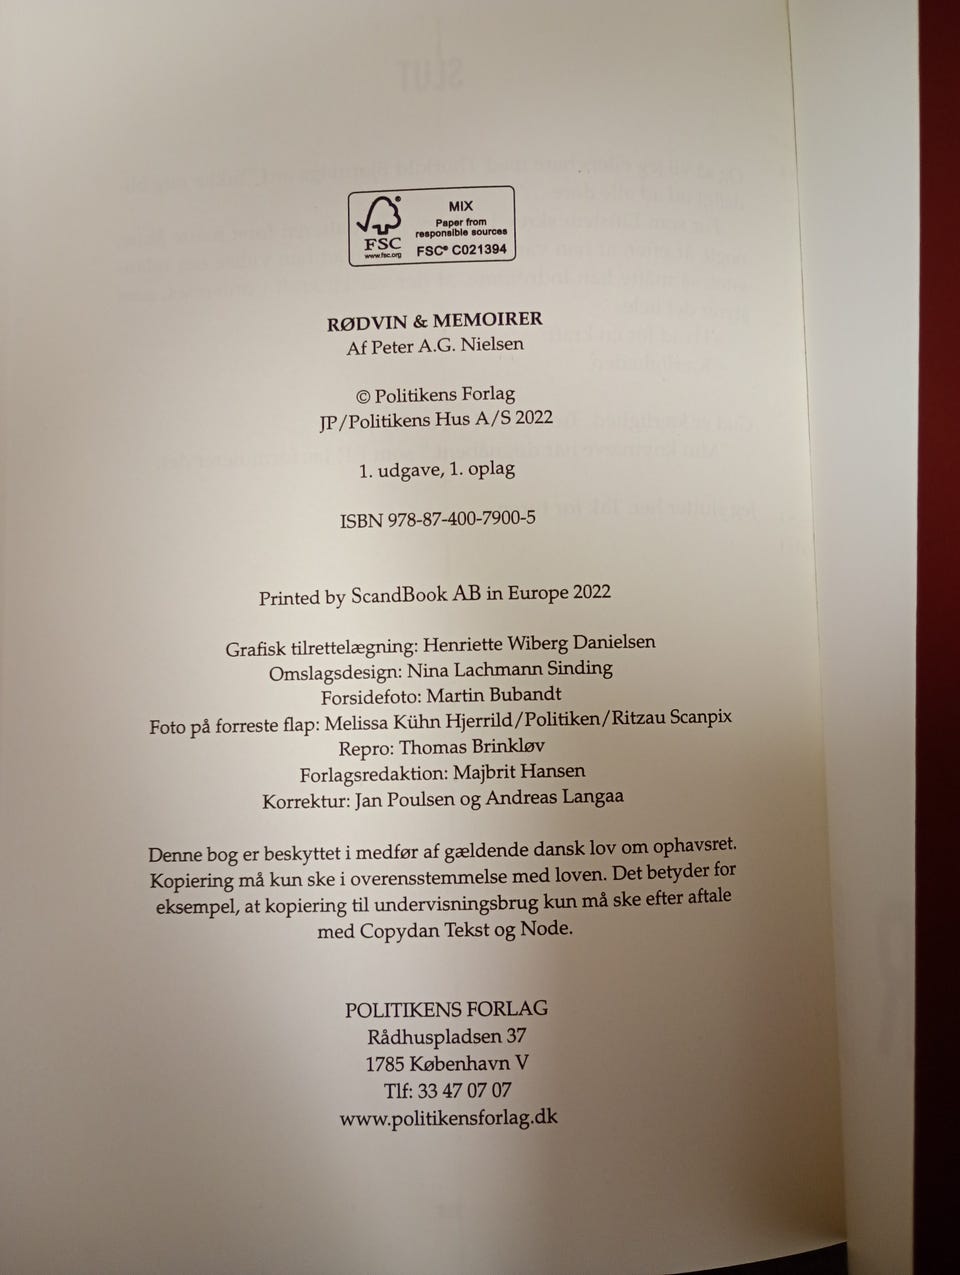 SLUT
FSC®
www.fsc.org
MIX
Paper from
responsible sources
FSC® C021394
RØDVIN & MEMOIRER
Af Peter A.G. Nielsen
© Politikens Forlag
JP/Politikens Hus A/S 2022
1. udgave, 1. oplag
ISBN 978-87-400-7900-5
Printed by ScandBook AB in Europe 2022
Grafisk tilrettelægning: Henriette Wiberg Danielsen
Omslagsdesign: Nina Lachmann Sinding
Forsidefoto: Martin Bubandt
Foto på forreste flap: Melissa Kühn Hjerrild/Politiken/Ritzau Scanpix
Repro: Thomas Brinkløv
Forlagsredaktion: Majbrit Hansen
Korrektur: Jan Poulsen og Andreas Langaa
Denne bog er beskyttet i medfør af gældende dansk lov om ophavsret.
Kopiering må kun ske i overensstemmelse med loven. Det betyder for
eksempel, at kopiering til undervisningsbrug kun må ske efter aftale
med Copydan Tekst og Node.
POLITIKENS FORLAG
Rådhuspladsen 37
1785 København V
Tlf: 33 47 07 07
www.politikensforlag.dk